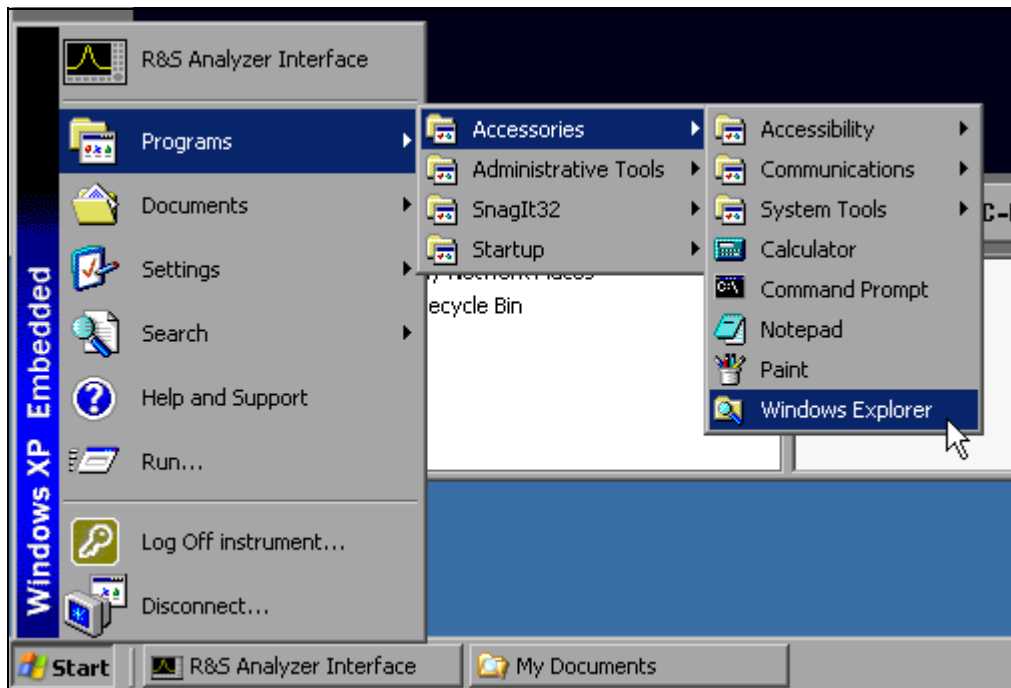 R&S Analyzer Interface
Programs
Documents
Settings
Search
Help and Support
Run...
Log Off instrument...
Disconnect...
Windows XP Embedded
Accessories
Administrative Tools
SnagIt32
Startup
Accessibility
Communications
System Tools
Calculator
Command Prompt
Notepad
Paint
Windows Explorer
Bin
Start
R&S Analyzer Interface
My Documents